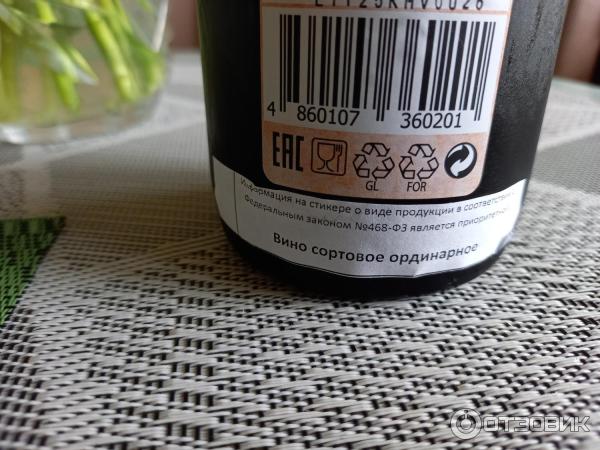 4 860107 360201
EAC
GL FOR
Информация на стикере о виде продукции в соответствии с
Федеральным законом №468-ФЗ является приоритетной
Вино сортовое ординарное
ОТЗОВИК